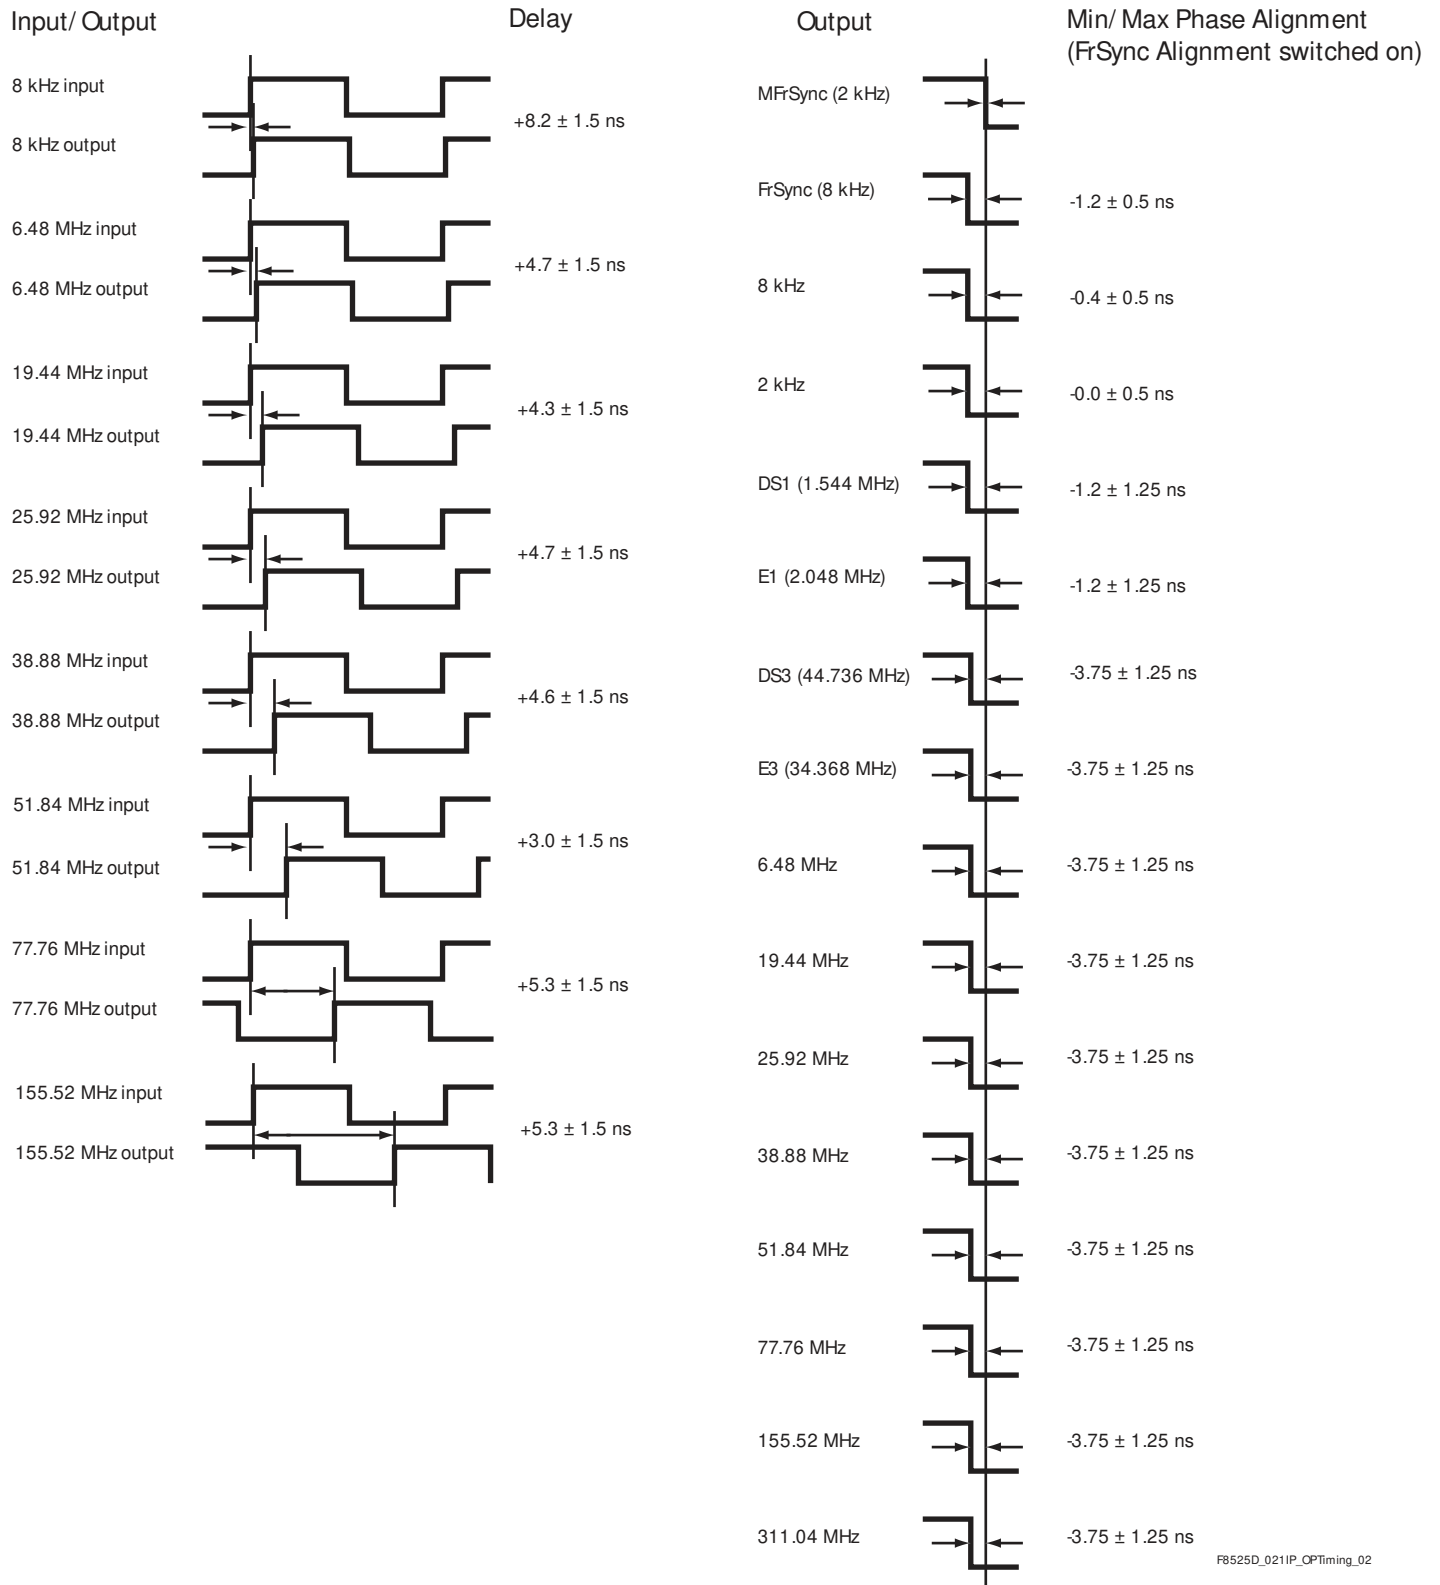 Input/Output
Delay
8 kHz input
+8.2 ± 1.5 ns
8 kHz output
6.48 MHz input
+4.7 ± 1.5 ns
6.48 MHz output
19.44 MHz input
+4.3 ± 1.5 ns
19.44 MHz output
25.92 MHz input
+4.7 ± 1.5 ns
25.92 MHz output
38.88 MHz input
+4.6 ± 1.5 ns
38.88 MHz output
51.84 MHz input
+3.0 ± 1.5 ns
51.84 MHz output
77.76 MHz input
+5.3 ± 1.5 ns
77.76 MHz output
155.52 MHz input
+5.3 ± 1.5 ns
155.52 MHz output
Output
Min/Max Phase Alignment
(FrSync Alignment switched on)
MFrSync (2 kHz)
FrSync (8 kHz)
-1.2 ± 0.5 ns
8 kHz
-0.4 ± 0.5 ns
2 kHz
-0.0 ± 0.5 ns
DS1 (1.544 MHz)
-1.2 ± 1.25 ns
E1 (2.048 MHz)
-1.2 ± 1.25 ns
DS3 (44.736 MHz)
-3.75 ± 1.25 ns
E3 (34.368 MHz)
-3.75 ± 1.25 ns
6.48 MHz
-3.75 ± 1.25 ns
19.44 MHz
-3.75 ± 1.25 ns
25.92 MHz
-3.75 ± 1.25 ns
38.88 MHz
-3.75 ± 1.25 ns
51.84 MHz
-3.75 ± 1.25 ns
77.76 MHz
-3.75 ± 1.25 ns
155.52 MHz
-3.75 ± 1.25 ns
311.04 MHz
-3.75 ± 1.25 ns
F8525D_021IP_OPTiming_02